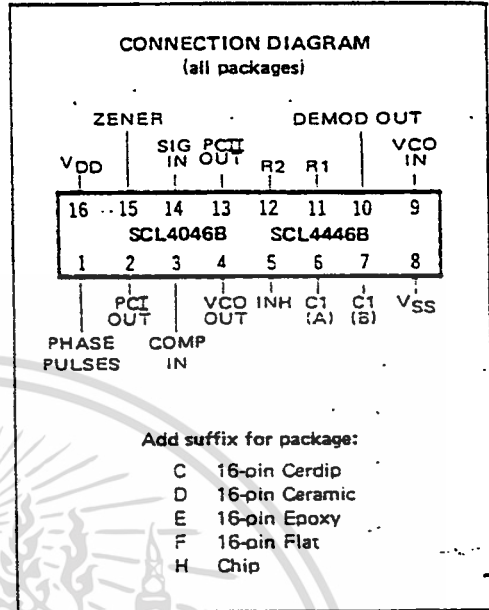 CONNECTION DIAGRAM
(all packages)
ZENER DEMOD OUT
SIG IN PCII OUT VCO IN
VDD R2 R1
16 15 14 13 12 11 10 9
SCL4046B SCL4446B
1 2 3 4 5 6 7 8
PCI OUT VCO OUT INH C1 (A) C1 (B) VSS
PHASE PULSES COMP IN
Add suffix for package:
C 16-pin Cerdip
D 16-pin Ceramic
E 16-pin Epoxy
F 16-pin Flat
H Chip